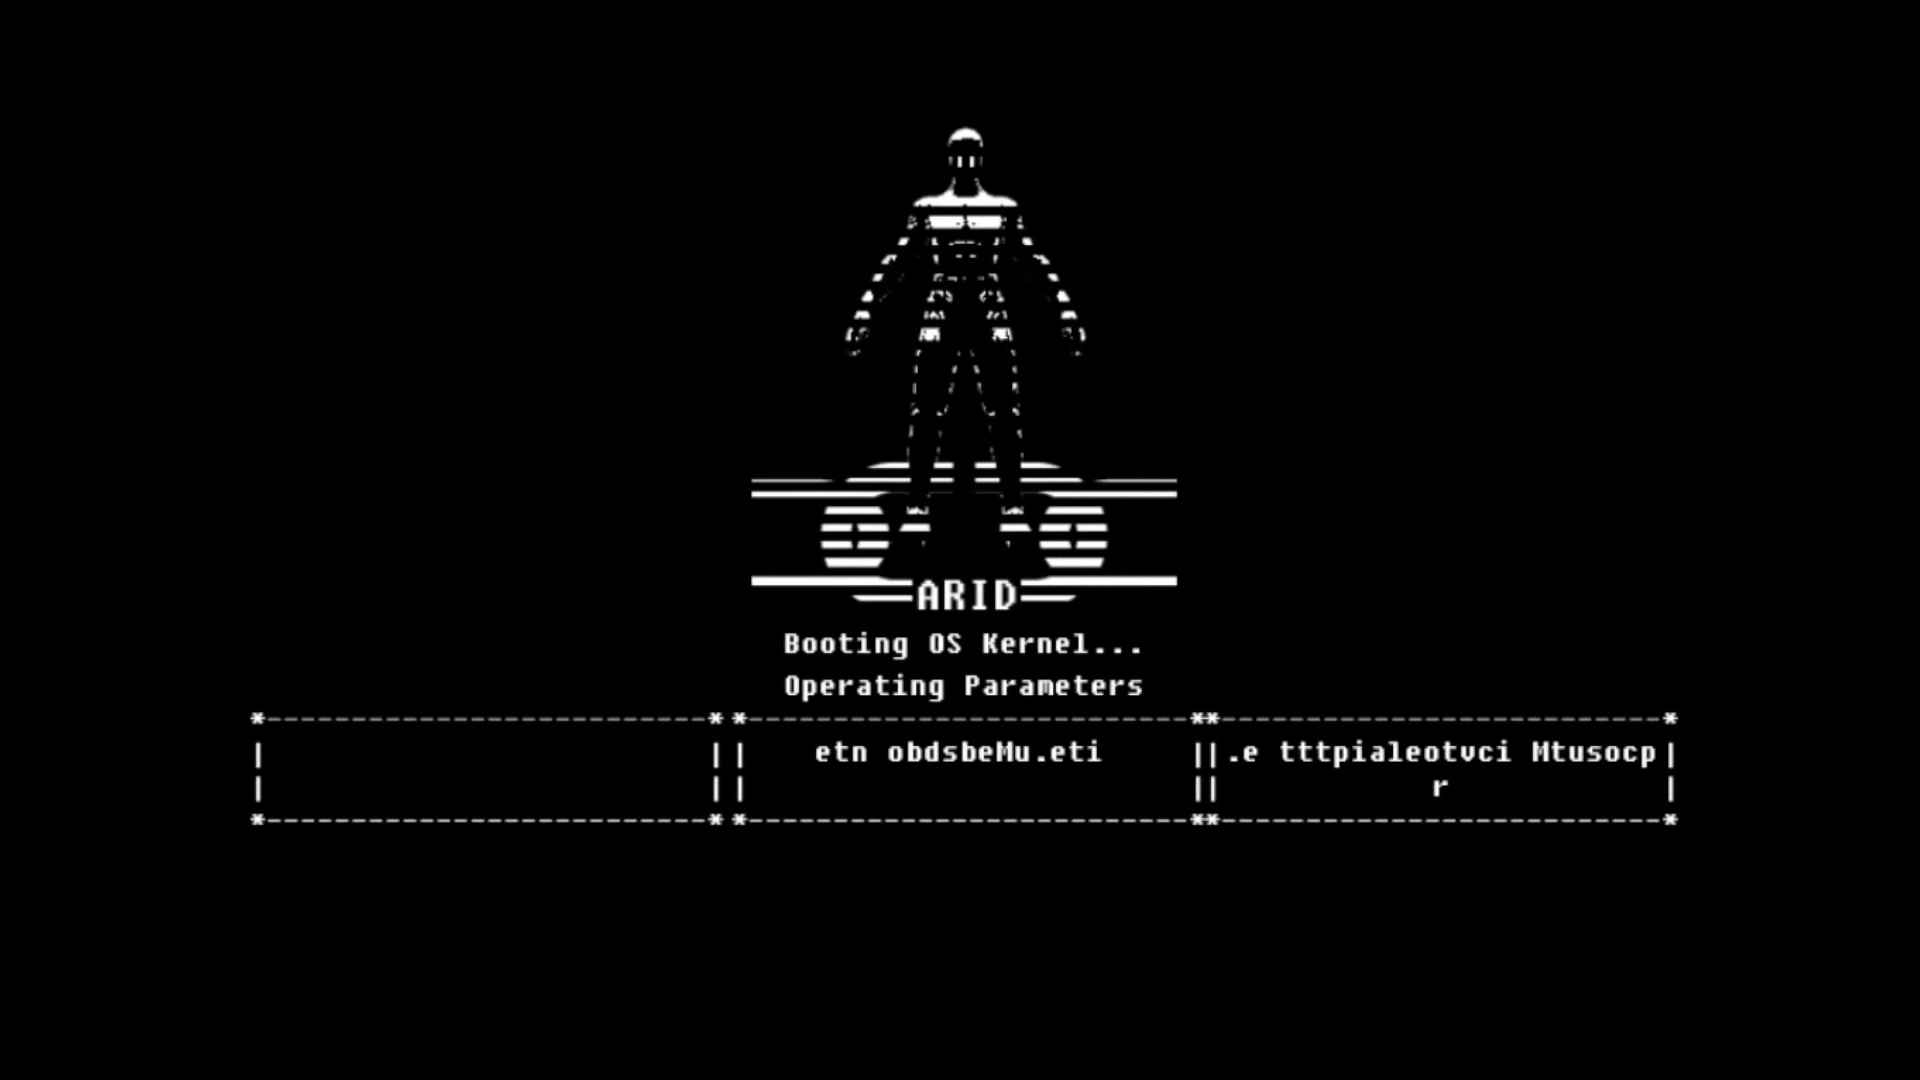 ARID
Booting OS Kernel...
Operating Parameters
*--------------------------* *--------------------------**--------------------------*
| || etn obdsbeMu.eti ||.e tttpialeotvci Mtusocp|
| || || r |
*--------------------------* *--------------------------**--------------------------*